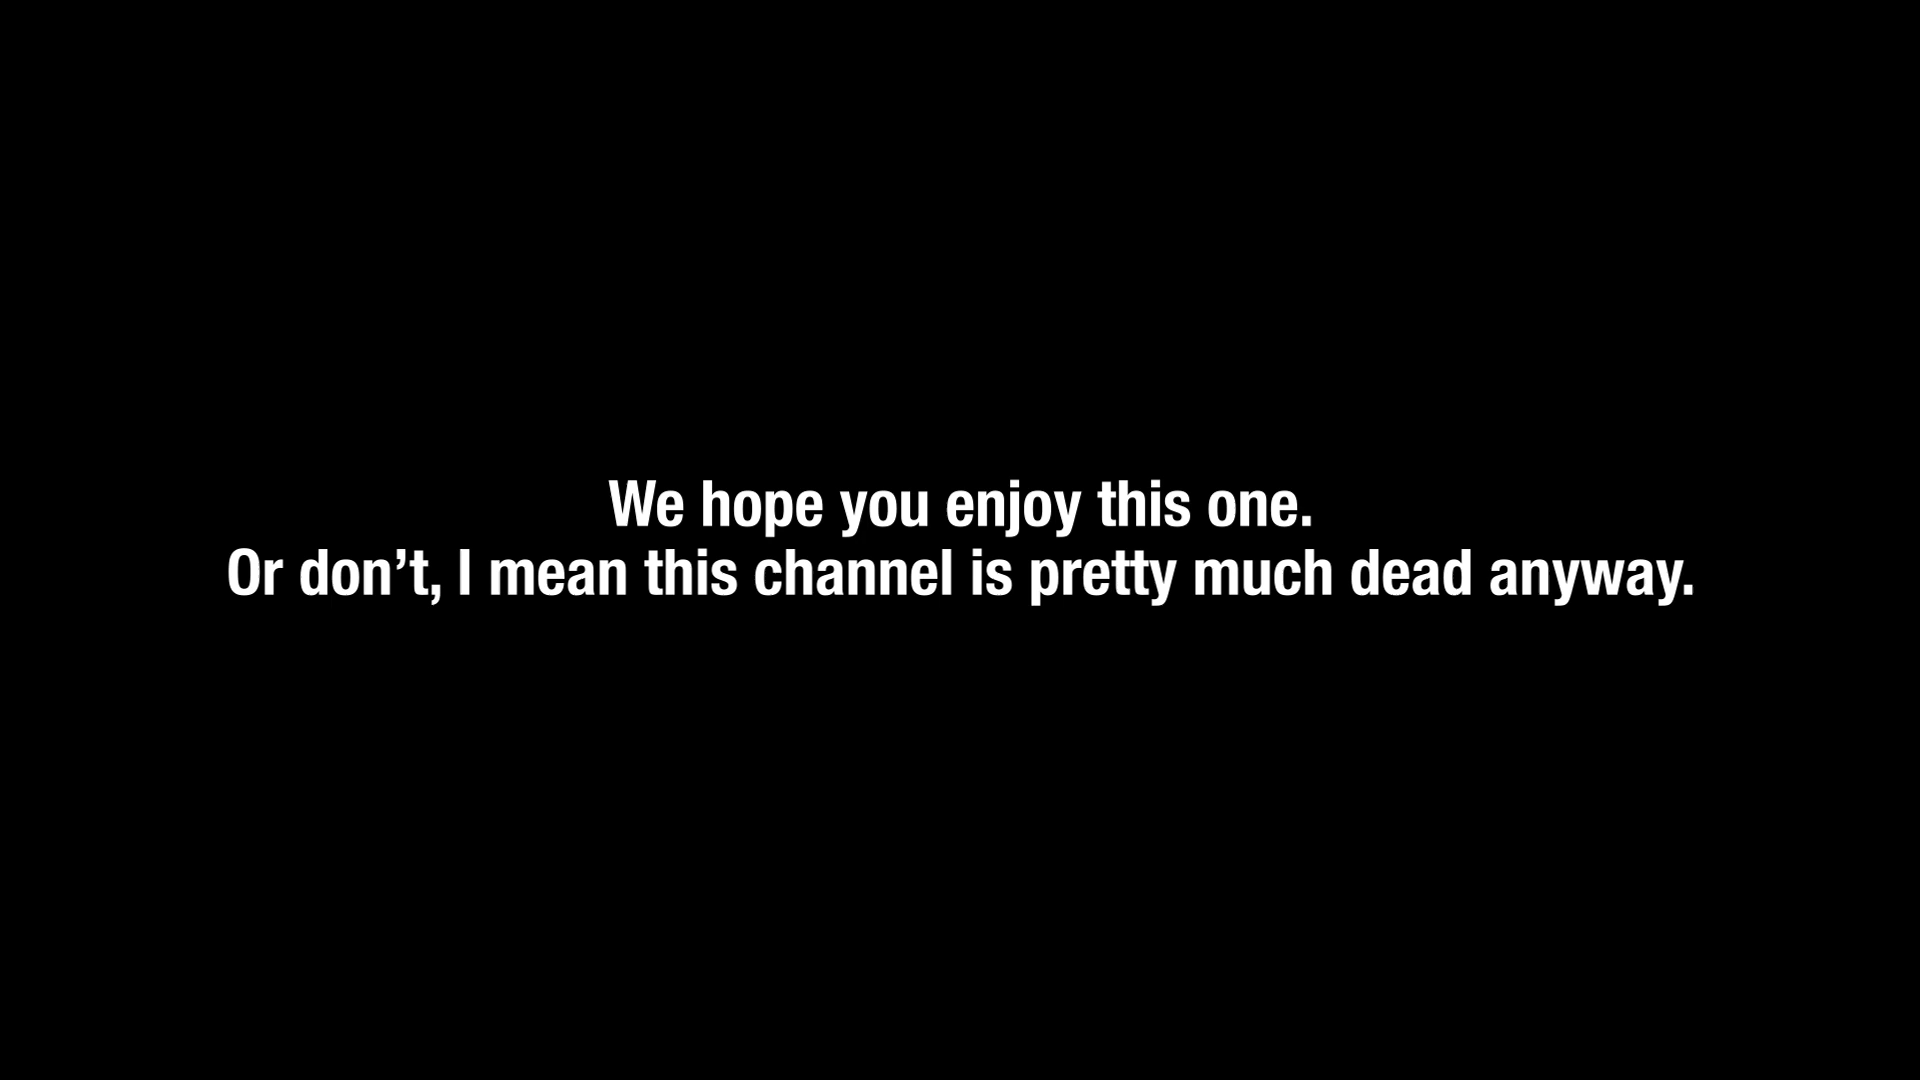 We hope you enjoy this one.
Or don’t, I mean this channel is pretty much dead anyway.